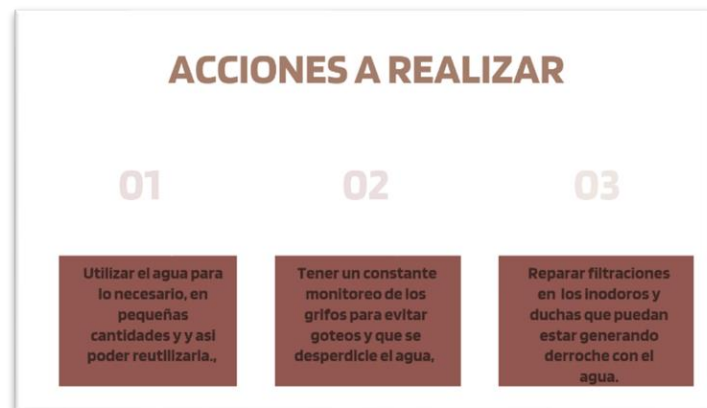 ACCIONES A REALIZAR
01
02
03
Utilizar el agua para
lo necesario, en
pequeñas
cantidades y y asi
poder reutilizarla.,
Tener un constante
monitoreo de los
grifos para evitar
goteos y que se
desperdicie el agua,
Reparar filtraciones
en los inodoros y
duchas que puedan
estar generando
derroche con el
agua.